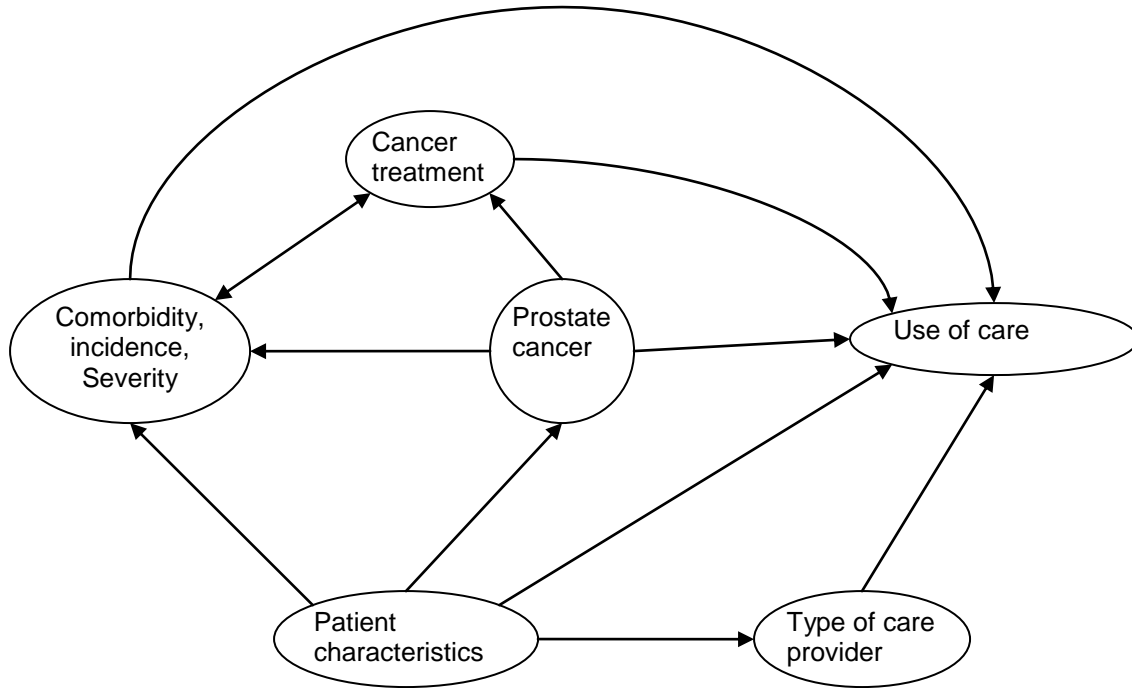 Cancer
treatment
Comorbidity,
incidence,
Severity
Prostate
cancer
Use of care
Patient
characteristics
Type of care
provider